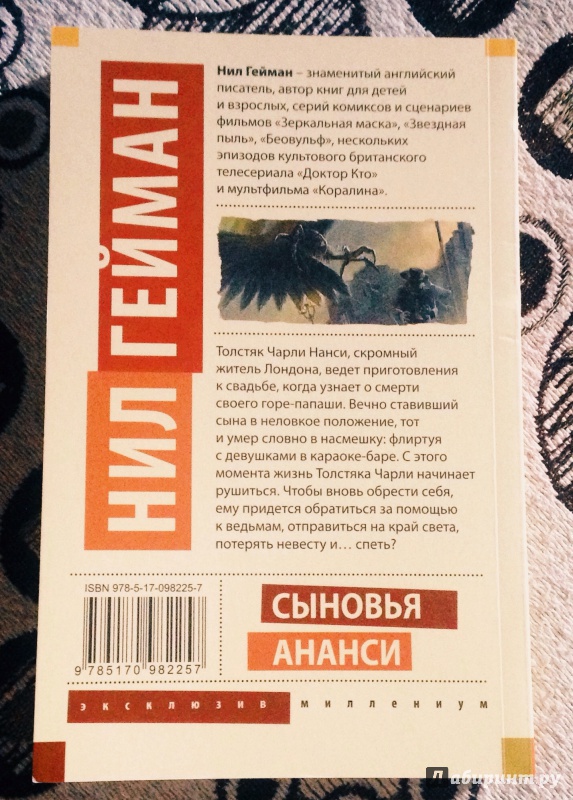 НИЛ ГЕЙМАН
Нил Гейман – знаменитый английский
писатель, автор книг для детей
и взрослых, серий комиксов и сценариев
фильмов «Зеркальная маска», «Звездная
пыль», «Беовульф», нескольких
эпизодов культового британского
телесериала «Доктор Кто»
и мультфильма «Коралина».
Толстяк Чарли Нанси, скромный
житель Лондона, ведет приготовления
к свадьбе, когда узнает о смерти
своего горе-папаши. Вечно ставивший
сына в неловкое положение, тот
и умер словно в насмешку: флиртуя
с девушками в караоке-баре. С этого
момента жизнь Толстяка Чарли начинает
рушиться. Чтобы вновь обрести себя,
ему придется обратиться за помощью
к ведьмам, отправиться на край света,
потерять невесту и… спеть?
ISBN 978-5-17-098225-7
9 785170 982257
СЫНОВЬЯ
АНАНСИ
эксклюзив миллениум
Лабиринт.ру